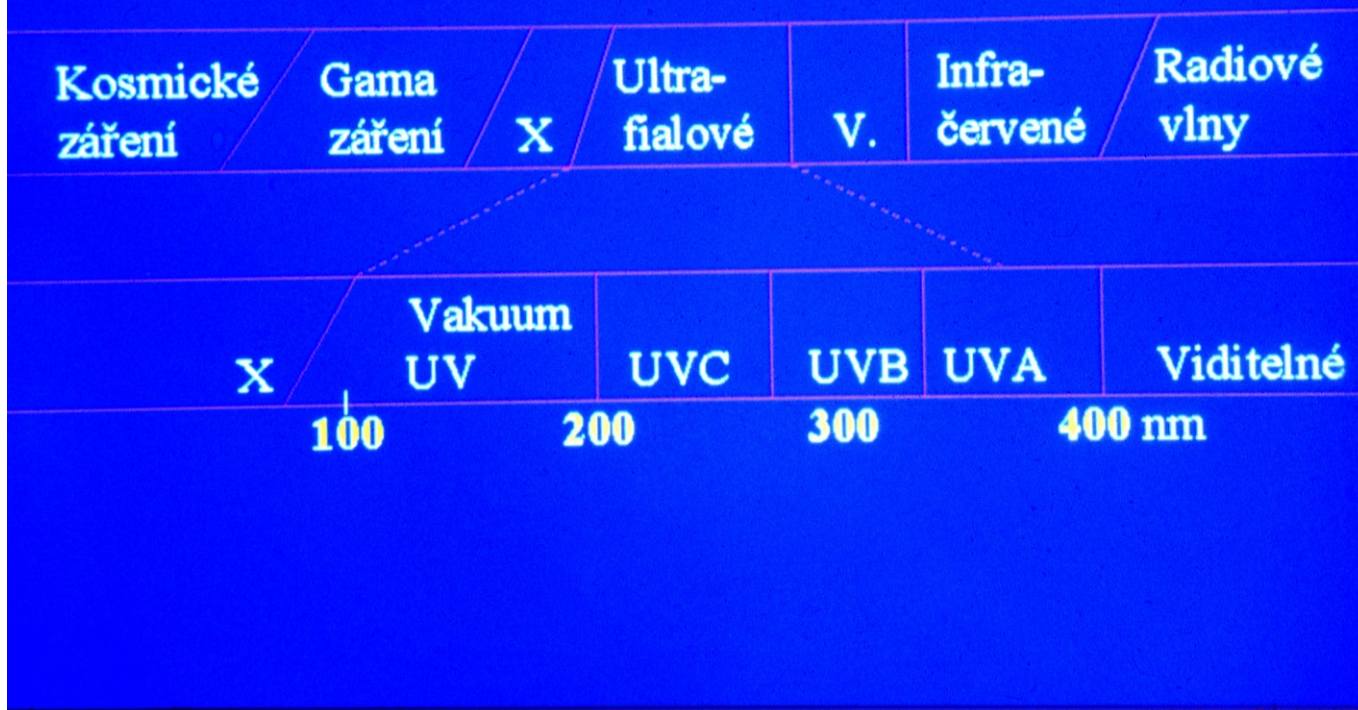 Kosmické záření
Gama záření
X
Ultra-
fialové
V.
Infra-
červené
Radiové vlny
X
Vakuum
UV
UVC
UVB
UVA
Viditelné
100
200
300
400 nm